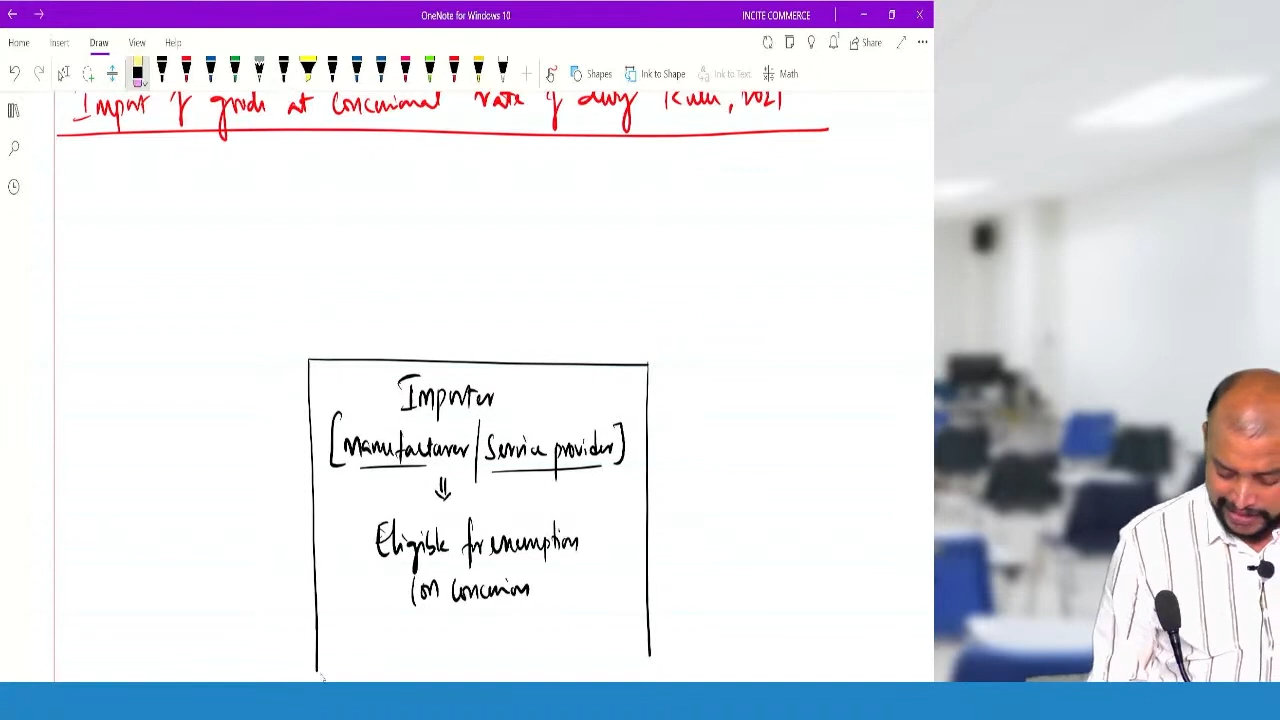 OneNote for Windows 10
INCITE COMMERCE
Home Insert Draw View Help
Share
Shapes Ink to Shape Ink to Text Math
Import of goods at Concessional rate of duty Rules, 2021
Importer
[Manufacturer/Service provider]
⇓
Eligible for exemption
(or concession